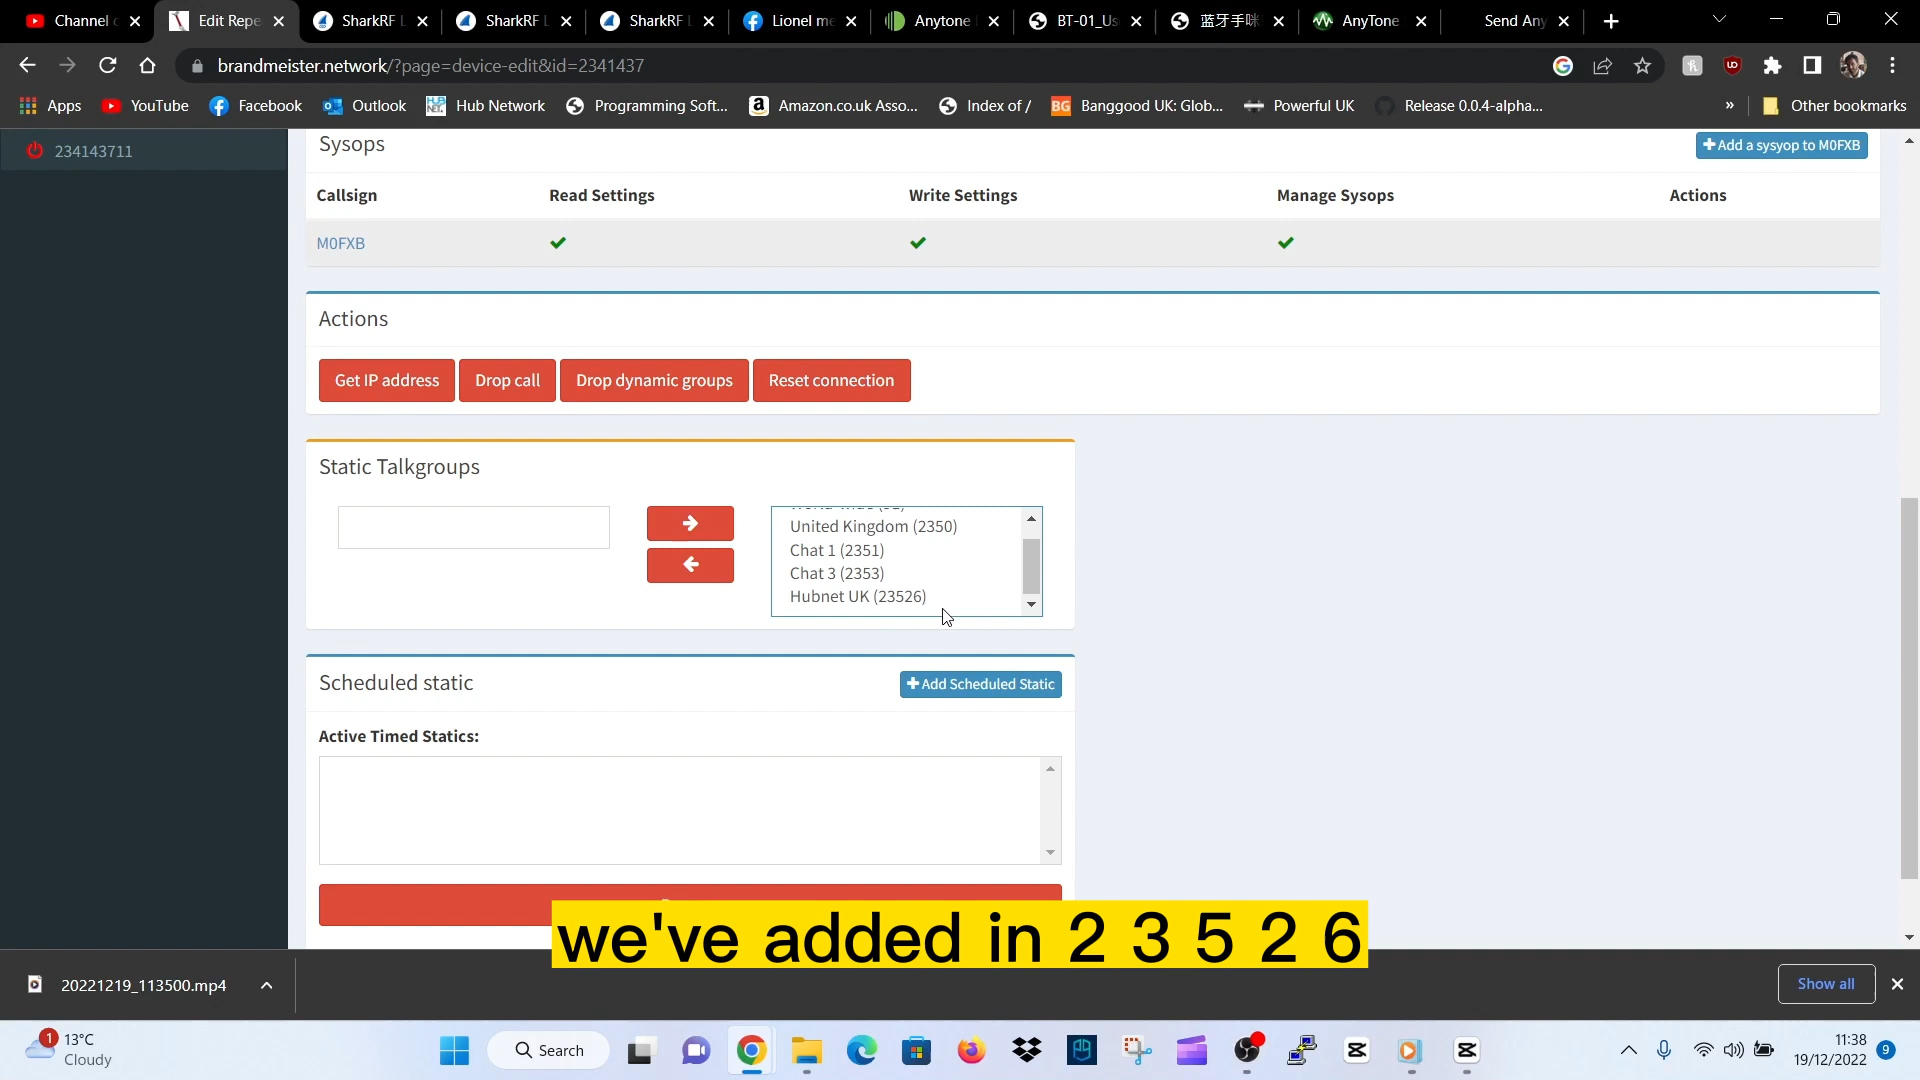 Channel c
Edit Repe
SharkRF L
SharkRF L
SharkRF L
Lionel me
Anytone
BT-01_Us
蓝牙手咪
AnyTone
Send Any
brandmeister.network/?page=device-edit&id=2341437
Apps
YouTube
Facebook
Outlook
Hub Network
Programming Soft...
Amazon.co.uk Asso...
Index of /
Banggood UK: Glob...
Powerful UK
Release 0.0.4-alpha...
»
Other bookmarks
234143711
Sysops
Add a sysyop to M0FXB
Callsign
Read Settings
Write Settings
Manage Sysops
Actions
M0FXB
Actions
Get IP address
Drop call
Drop dynamic groups
Reset connection
Static Talkgroups
United Kingdom (2350)
Chat 1 (2351)
Chat 3 (2353)
Hubnet UK (23526)
Scheduled static
Add Scheduled Static
Active Timed Statics:
we've added in 2 3 5 2 6
20221219_113500.mp4
Show all
1
13°C
Cloudy
Search
11:38
19/12/2022
9